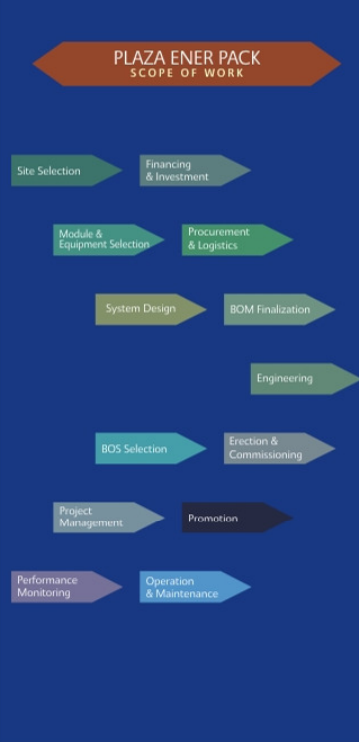 PLAZA ENER PACK
SCOPE OF WORK
Site Selection
Financing
& Investment
Module &
Equipment Selection
Procurement
& Logistics
System Design
BOM Finalization
Engineering
BOS Selection
Erection &
Commissioning
Project
Management
Promotion
Performance
Monitoring
Operation
& Maintenance